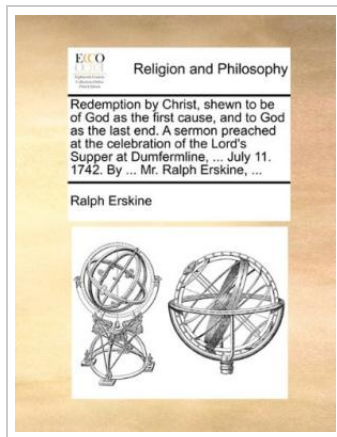 ECCO
Religion and Philosophy
Redemption by Christ, shewn to be
of God as the first cause, and to God
as the last end. A sermon preached
at the celebration of the Lord's
Supper at Dumfermline, ... July 11.
1742. By ... Mr. Ralph Erskine, ...
Ralph Erskine